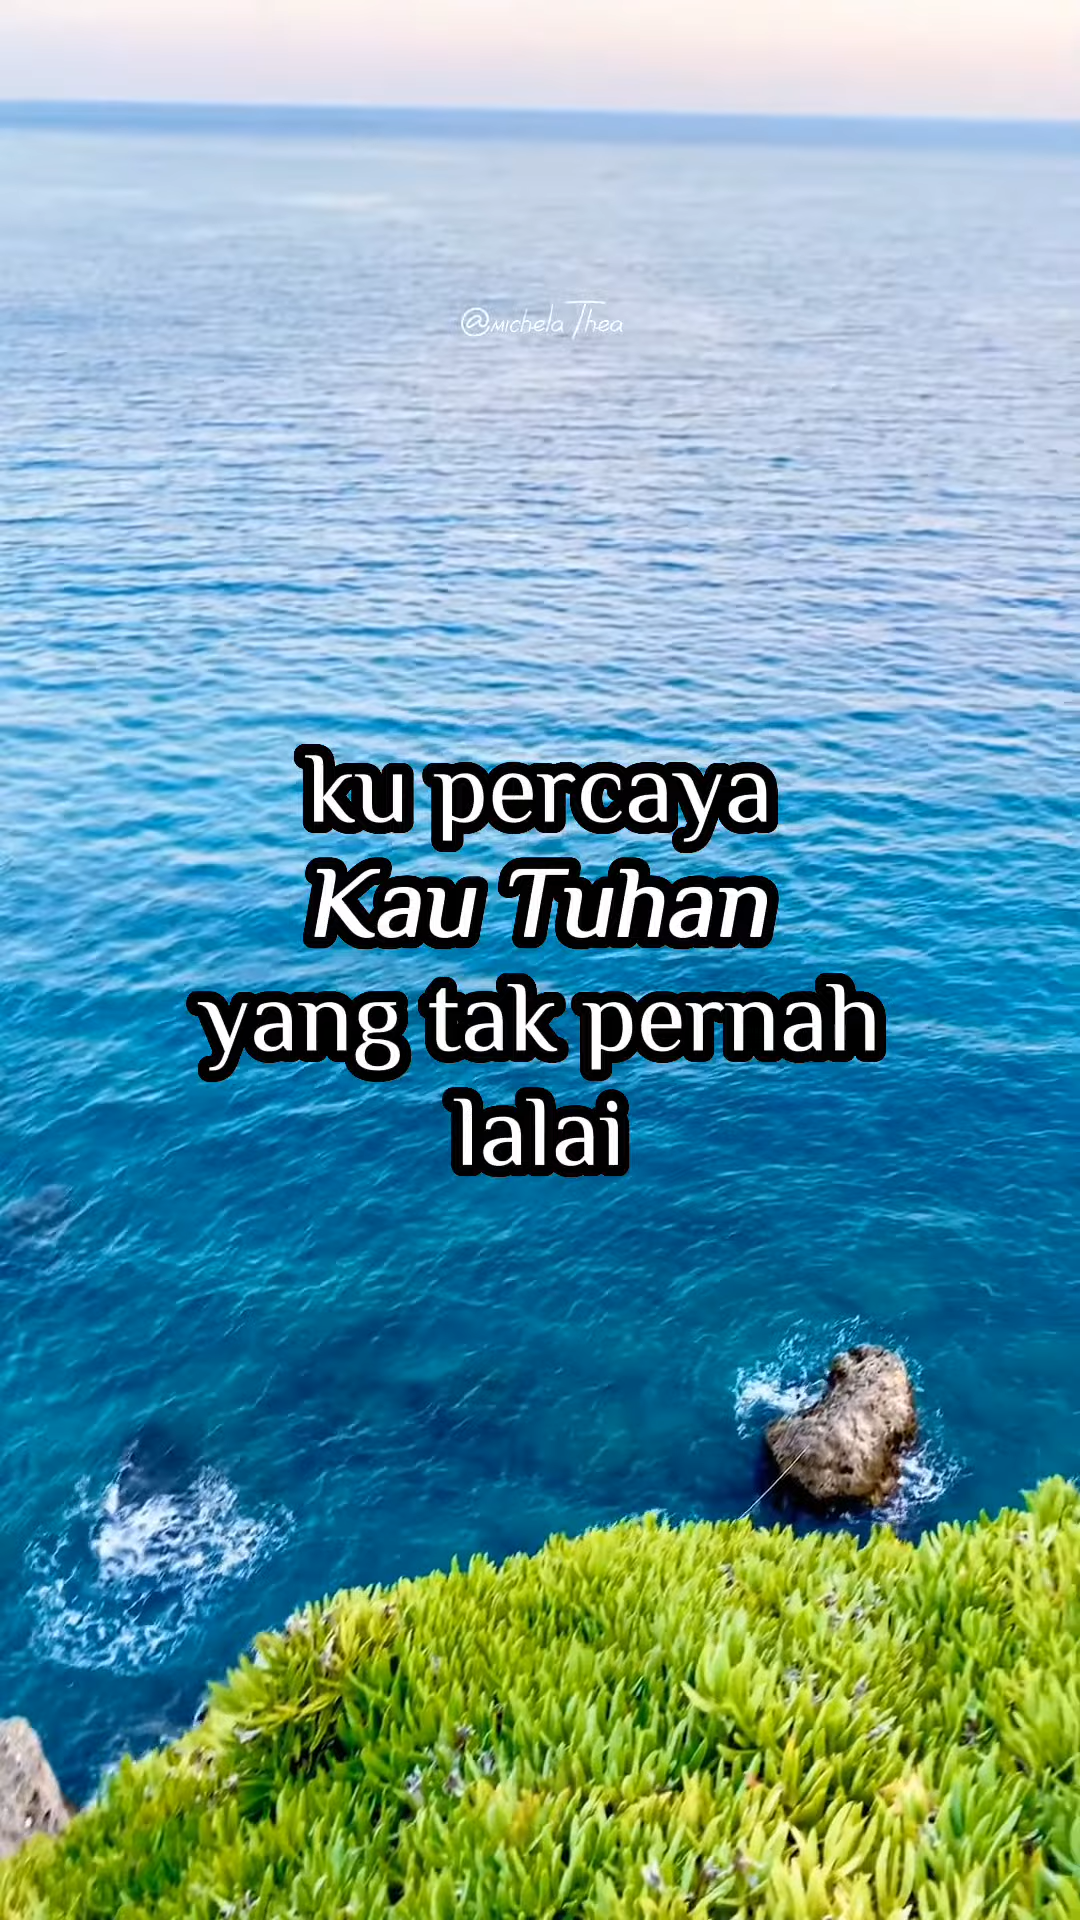 @michela Thea
ku percaya
Kau Tuhan
yang tak pernah
lalai